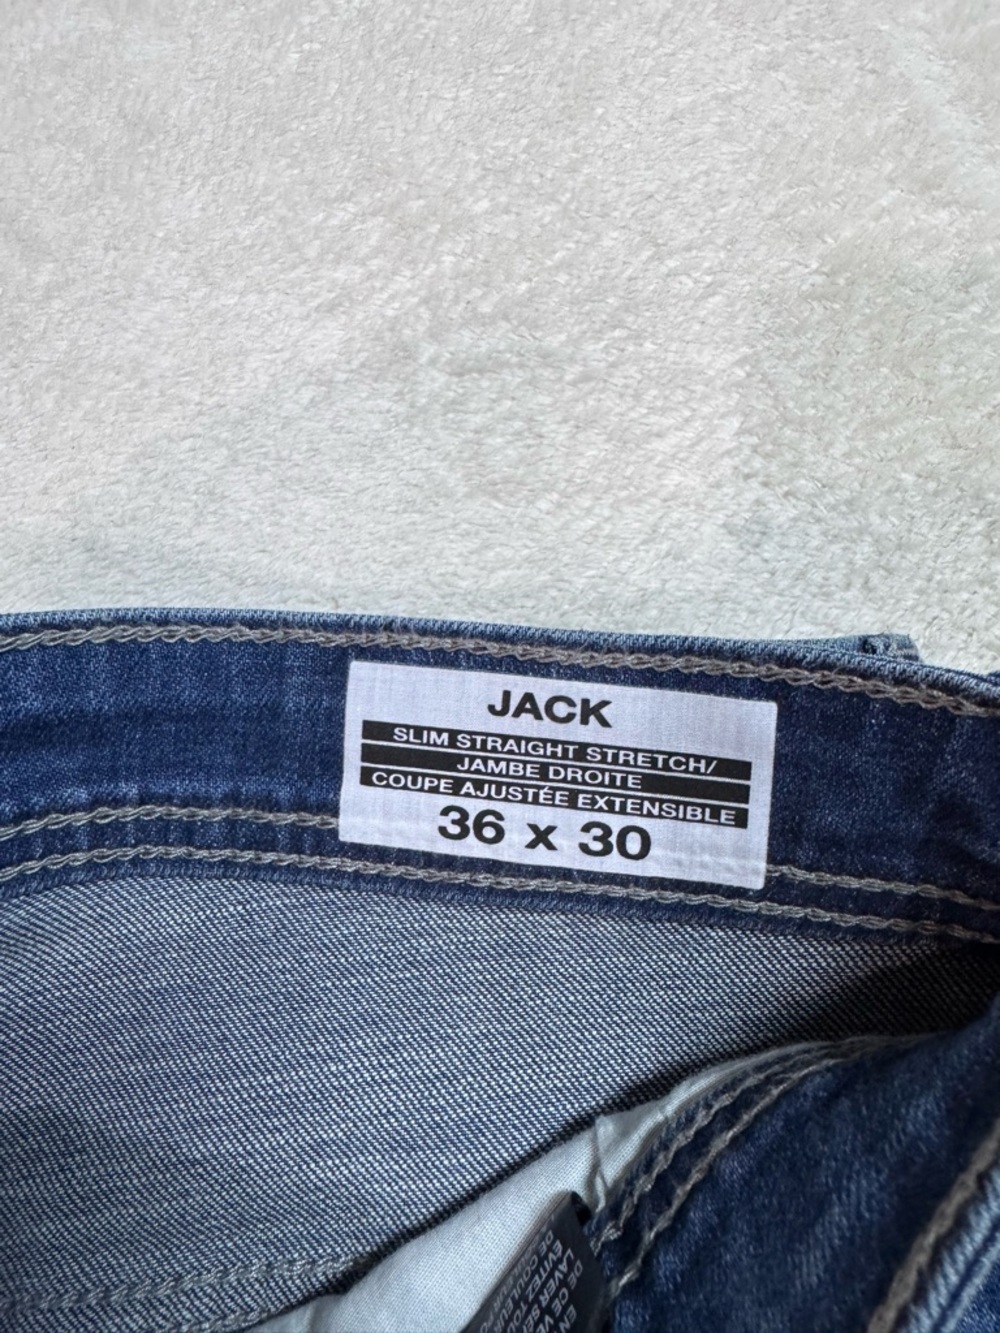 JACK
SLIM STRAIGHT STRETCH/
JAMBE DROITE
COUPE AJUSTÉE EXTENSIBLE
36 x 30